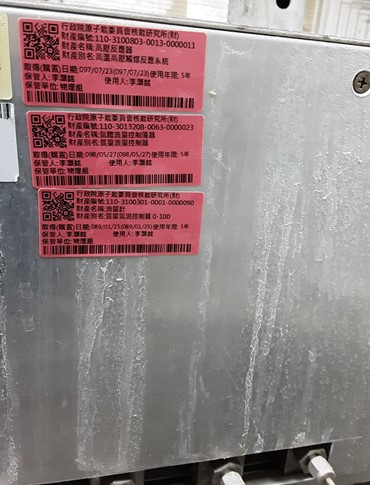 行政院原子能委員會核能研究所(財)
財產編號:110-3100803-0013-0000011
財產名稱:高壓反應器
財產別名:高溫高壓觸媒反應系統
取得(購置)日期:097/07/23(097/07/23)使用年限:5年
保管人:李灝銘 使用人:李灝銘
保管單位:物理組
行政院原子能委員會核能研究所(財)
財產編號:110-3013208-0063-0000023
財產名稱:氣體流量控制儀器
財產別名:質量流量控制器
取得(購置)日期:098/05/27(098/05/27)使用年限:5年
保管人:李灝銘 使用人:李灝銘
保管單位:物理組
行政院原子能委員會核能研究所(財)
財產編號:110-3100301-0001-0000090
財產名稱:流量計
財產別名:質量氣流控制器 0-100
取得(購置)日期:089/01/25(089/01/25)使用年限:5年
保管人:李灝銘 使用人:李灝銘
保管單位:物理組